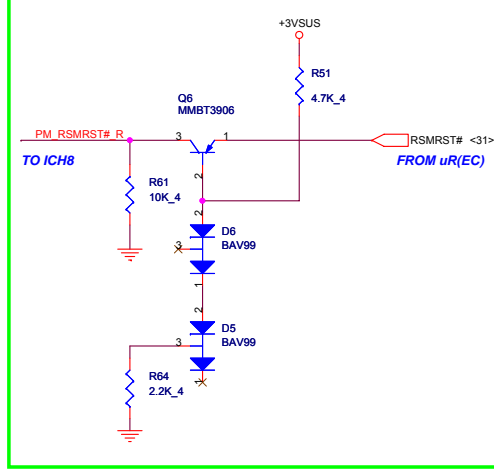 +3VSUS
R51
4.7K_4
Q6
MMBT3906
PM_RSMRST#_R
3
1
RSMRST# <31>
TO ICH8
FROM uR(EC)
2
R61
10K_4
2
D6
BAV99
3
1
2
D5
BAV99
3
R64
2.2K_4
1